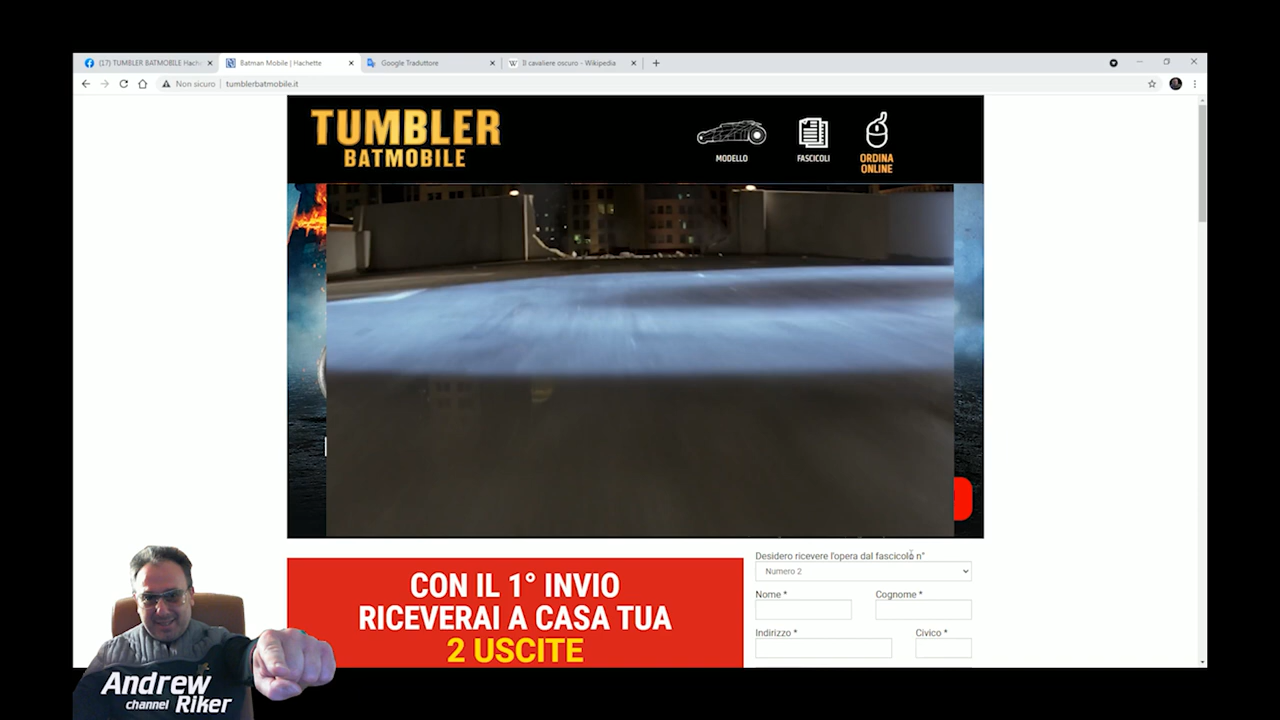 (17) TUMBLER BATMOBILE Hach
Batman Mobile | Hachette
Google Traduttore
Il cavaliere oscuro - Wikipedia
Non sicuro
tumblerbatmobile.it
TUMBLER
BATMOBILE
MODELLO
FASCICOLI
ORDINA
ONLINE
CON IL 1° INVIO
RICEVERAI A CASA TUA
2 USCITE
Desidero ricevere l'opera dal fascicolo n°
Numero 2
Nome *
Cognome *
Indirizzo *
Civico *
Andrew
channel Riker